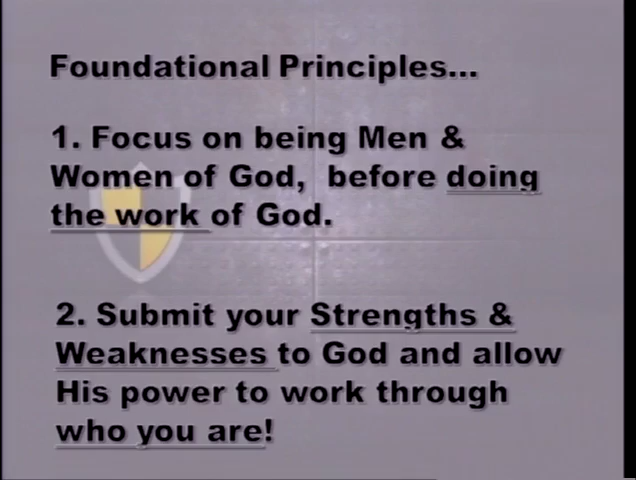 Foundational Principles...
1. Focus on being Men &
Women of God, before doing
the work of God.
2. Submit your Strengths &
Weaknesses to God and allow
His power to work through
who you are!